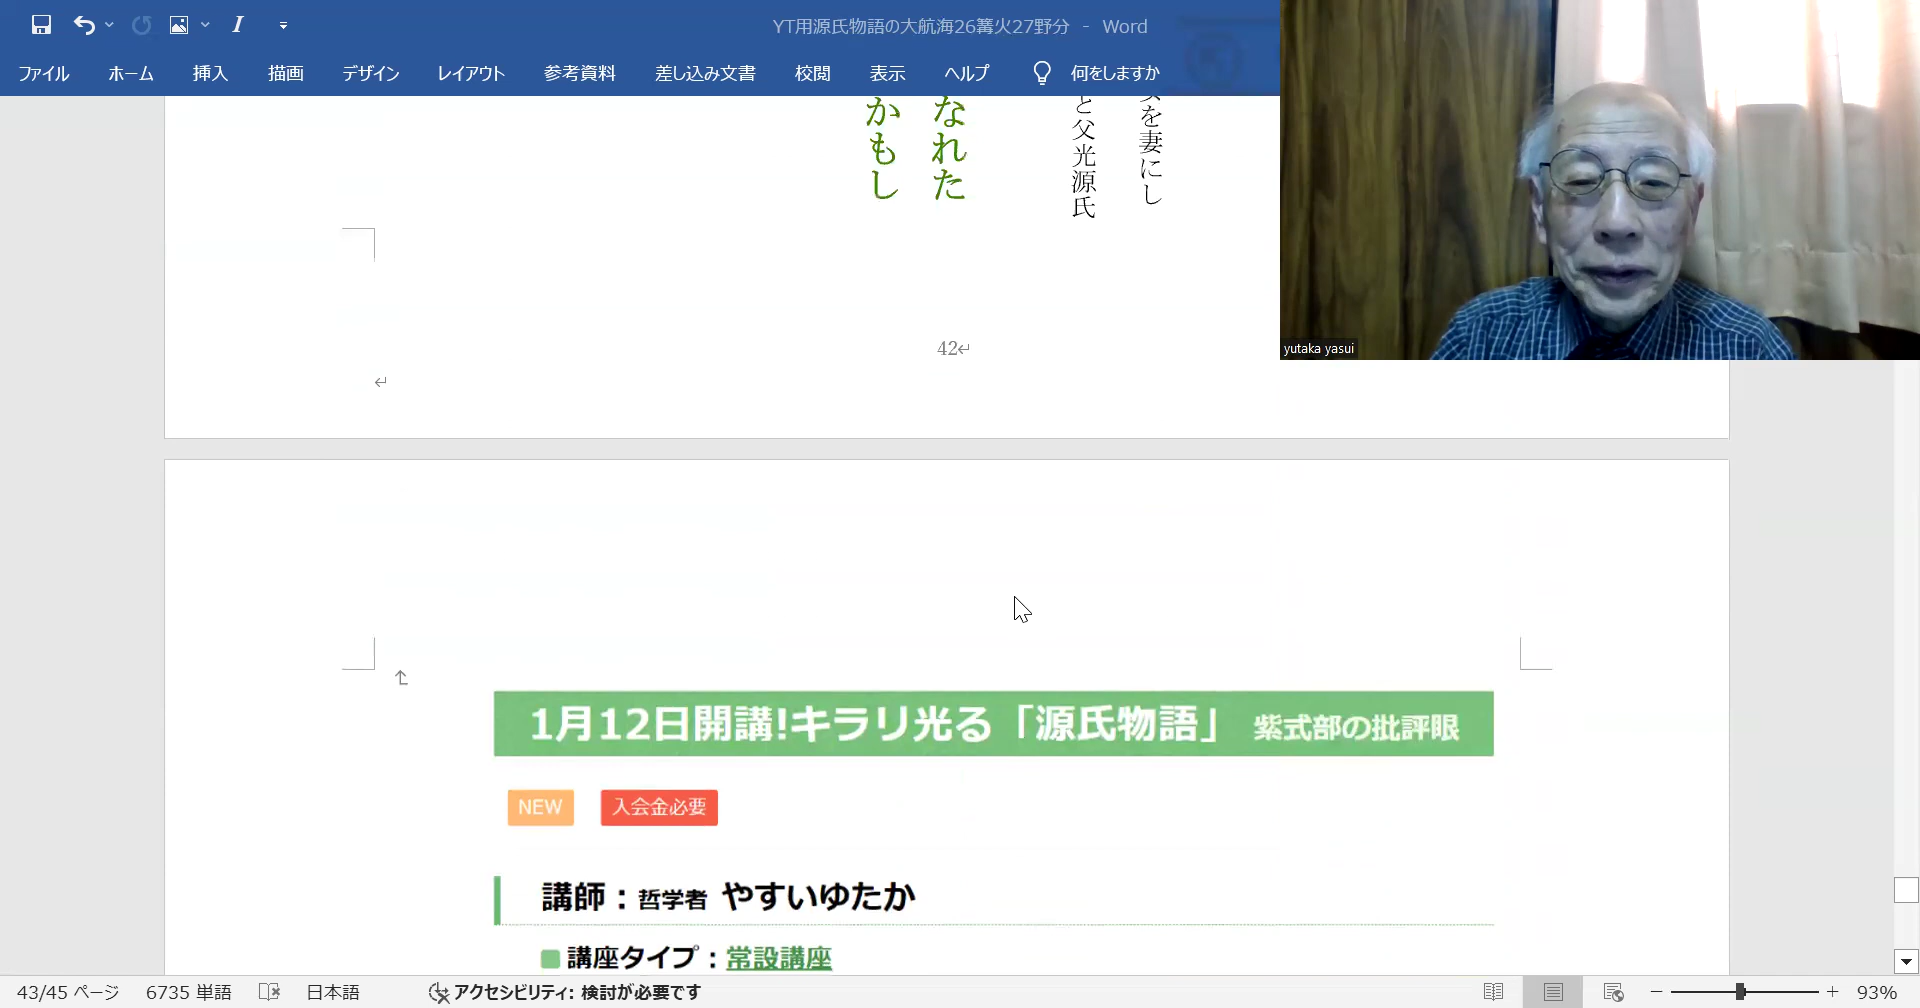 YT用源氏物語の大航海26篝火27野分 - Word
ファイル ホーム 挿入 描画 デザイン レイアウト 参考資料 差し込み文書 校閲 表示 ヘルプ 何をしますか
を妻にし
と父光源氏
なれた
かもし
yutaka yasui
42
1月12日開講!キラリ光る「源氏物語」 紫式部の批評眼
NEW 入会金必要
講師：哲学者 やすいゆたか
講座タイプ：常設講座
43/45 ページ 6735 単語 日本語 アクセシビリティ: 検討が必要です 93%